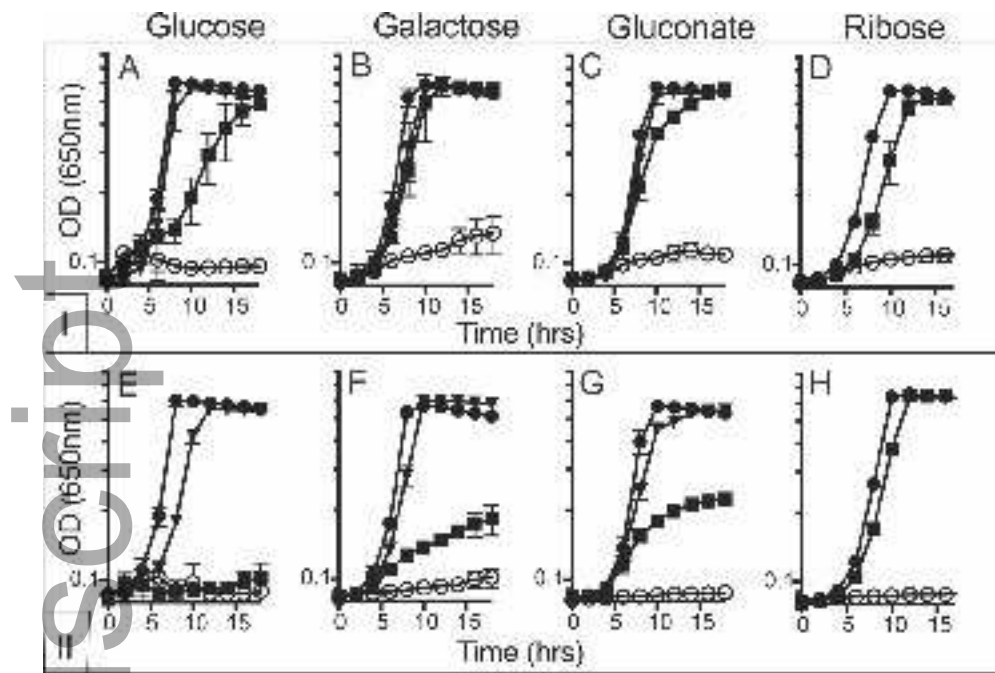 Glucose Galactose Gluconate Ribose
A B C D
OD (650nm)
0.1 0.1 0.1 0.1
0 5 10 15 0 5 10 15 0 5 10 15 0 5 10 15
I
Time (hrs)
E F G H
OD (650nm)
0.1 0.1 0.1 0.1
0 5 10 15 0 5 10 15 0 5 10 15 0 5 10 15
II
Time (hrs)
script